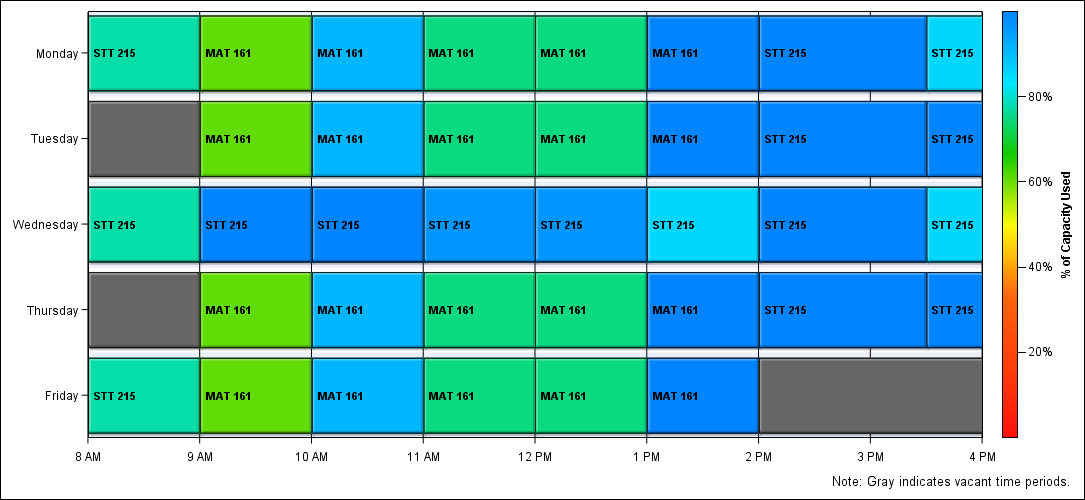 Monday STT 215 MAT 161 MAT 161 MAT 161 MAT 161 MAT 161 STT 215 STT 215
Tuesday MAT 161 MAT 161 MAT 161 MAT 161 MAT 161 STT 215 STT 215
Wednesday STT 215 STT 215 STT 215 STT 215 STT 215 STT 215 STT 215 STT 215
Thursday MAT 161 MAT 161 MAT 161 MAT 161 MAT 161 STT 215 STT 215
Friday STT 215 MAT 161 MAT 161 MAT 161 MAT 161 MAT 161
8 AM 9 AM 10 AM 11 AM 12 PM 1 PM 2 PM 3 PM 4 PM
80%
60%
40%
20%
% of Capacity Used
Note: Gray indicates vacant time periods.